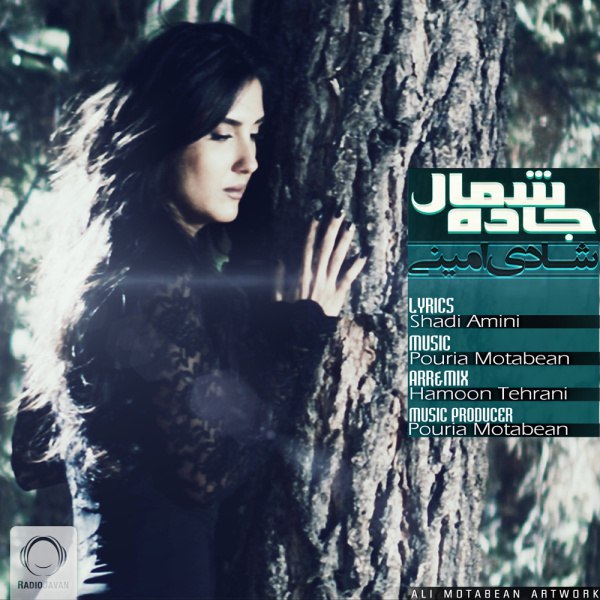 جاده شمال
شادی امینی
LYRICS
Shadi Amini
MUSIC
Pouria Motabean
ARR&MIX
Hamoon Tehrani
MUSIC PRODUCER
Pouria Motabean
RADIOJAVAN
ALI MOTABEAN ARTWORK